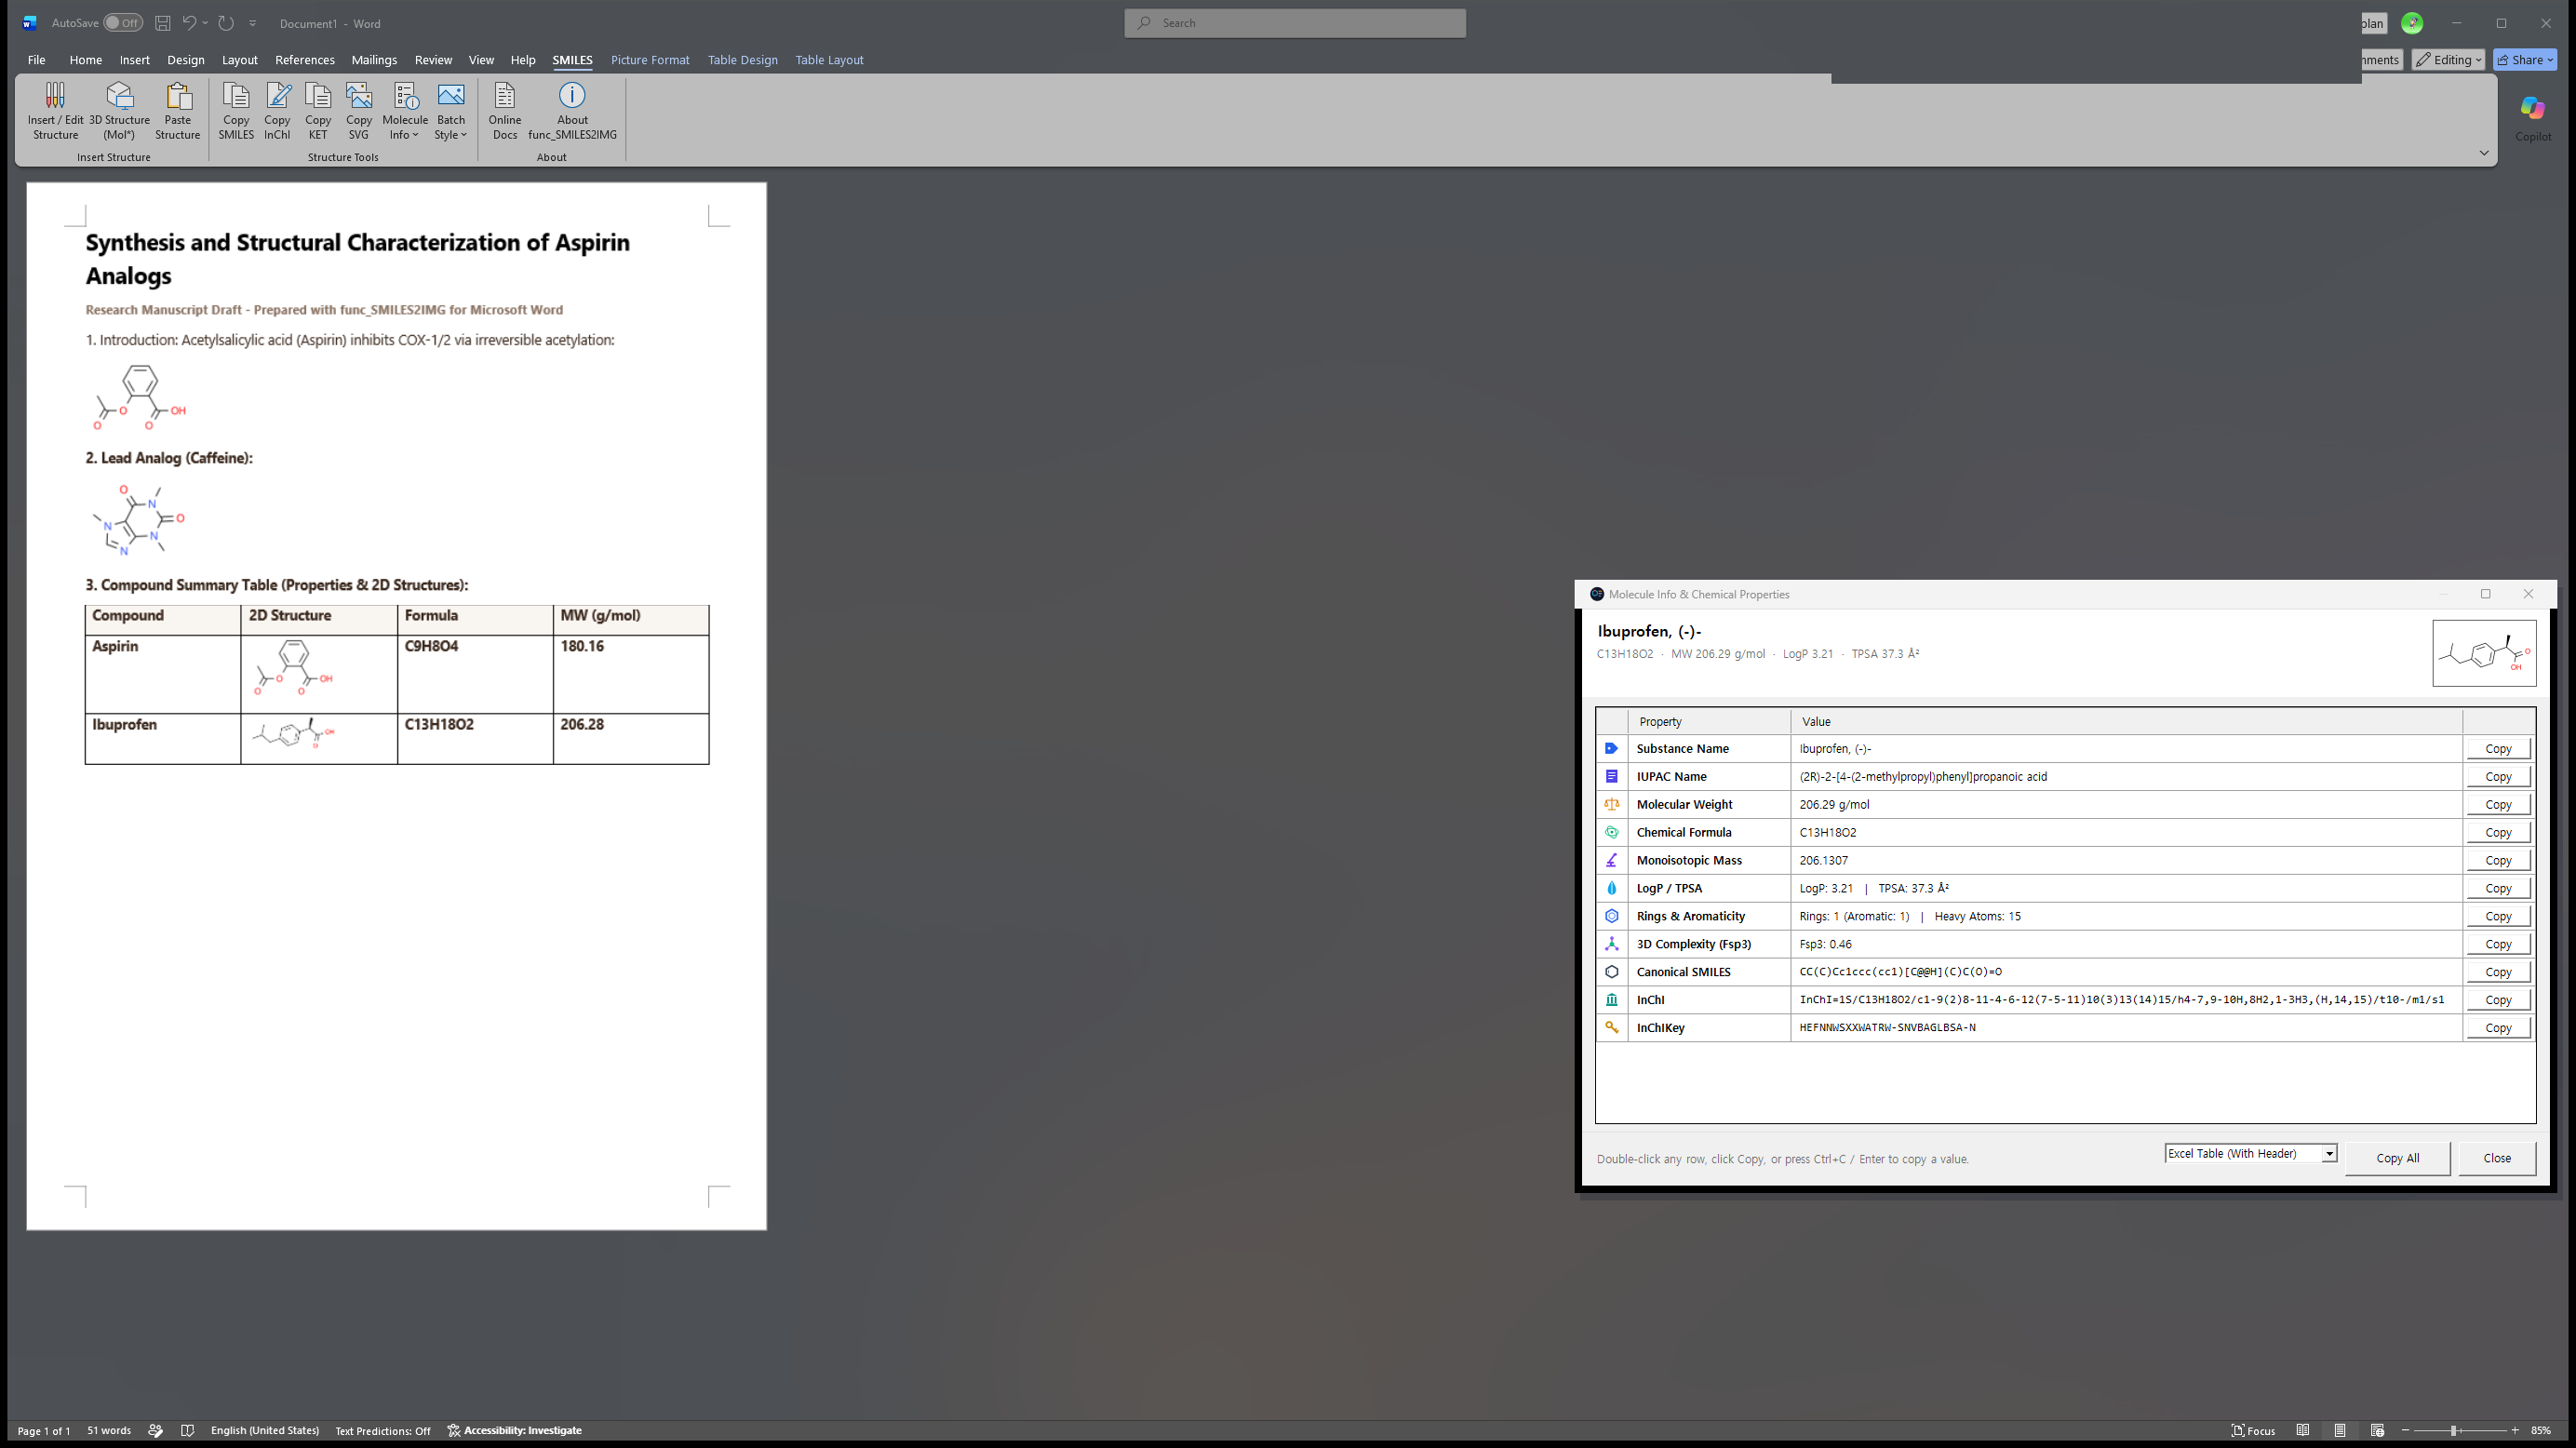 AutoSave Off
Document1 - Word
Search
plan
File Home Insert Design Layout References Mailings Review View Help SMILES Picture Format Table Design Table Layout
mments Editing Share
Insert / Edit Structure
3D Structure (Mol*)
Paste Structure
Copy SMILES
Copy InChI
Copy KET
Copy SVG
Molecule Info
Batch Style
Online Docs
About func_SMILES2IMG
Copilot
Insert Structure
Structure Tools
About
Synthesis and Structural Characterization of Aspirin
Analogs
Research Manuscript Draft - Prepared with func_SMILES2IMG for Microsoft Word
1. Introduction: Acetylsalicylic acid (Aspirin) inhibits COX-1/2 via irreversible acetylation:
O OH
O O
2. Lead Analog (Caffeine):
O N
O
N
N
N
3. Compound Summary Table (Properties & 2D Structures):
Compound 2D Structure Formula MW (g/mol)
Aspirin C9H8O4 180.16
O OH
O O
Ibuprofen C13H18O2 206.28
OH
O
Molecule Info & Chemical Properties
Ibuprofen, (-)-
C13H18O2 · MW 206.29 g/mol · LogP 3.21 · TPSA 37.3 Å²
O
OH
Property Value
Substance Name Ibuprofen, (-)- Copy
IUPAC Name (2R)-2-[4-(2-methylpropyl)phenyl]propanoic acid Copy
Molecular Weight 206.29 g/mol Copy
Chemical Formula C13H18O2 Copy
Monoisotopic Mass 206.1307 Copy
LogP / TPSA LogP: 3.21 | TPSA: 37.3 Å² Copy
Rings & Aromaticity Rings: 1 (Aromatic: 1) | Heavy Atoms: 15 Copy
3D Complexity (Fsp3) Fsp3: 0.46 Copy
Canonical SMILES CC(C)Cc1ccc(cc1)[C@@H](C)C(O)=O Copy
InChI InChI=1S/C13H18O2/c1-9(2)8-11-4-6-12(7-5-11)10(3)13(14)15/h4-7,9-10H,8H2,1-3H3,(H,14,15)/t10-/m1/s1 Copy
InChIKey HEFNNWSXXWATRW-SNVBAGLBSA-N Copy
Double-click any row, click Copy, or press Ctrl+C / Enter to copy a value.
Excel Table (With Header) Copy All Close
Page 1 of 1 51 words English (United States) Text Predictions: Off Accessibility: Investigate
Focus 85%